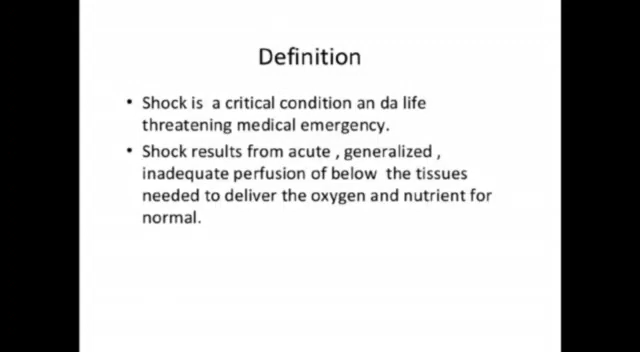 Definition
• Shock is a critical condition an da life
threatening medical emergency.
• Shock results from acute , generalized ,
inadequate perfusion of below the tissues
needed to deliver the oxygen and nutrient for
normal.